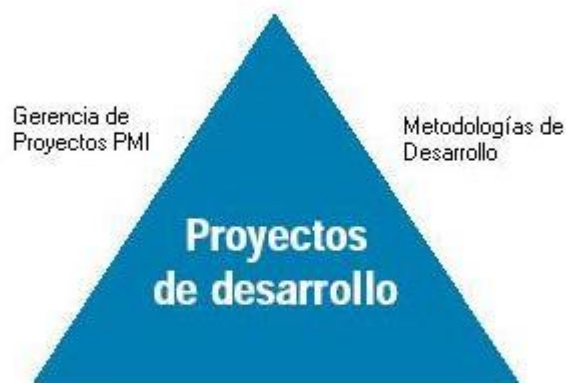 Gerencia de
Proyectos PMI
Metodologías de
Desarrollo
Proyectos
de desarrollo